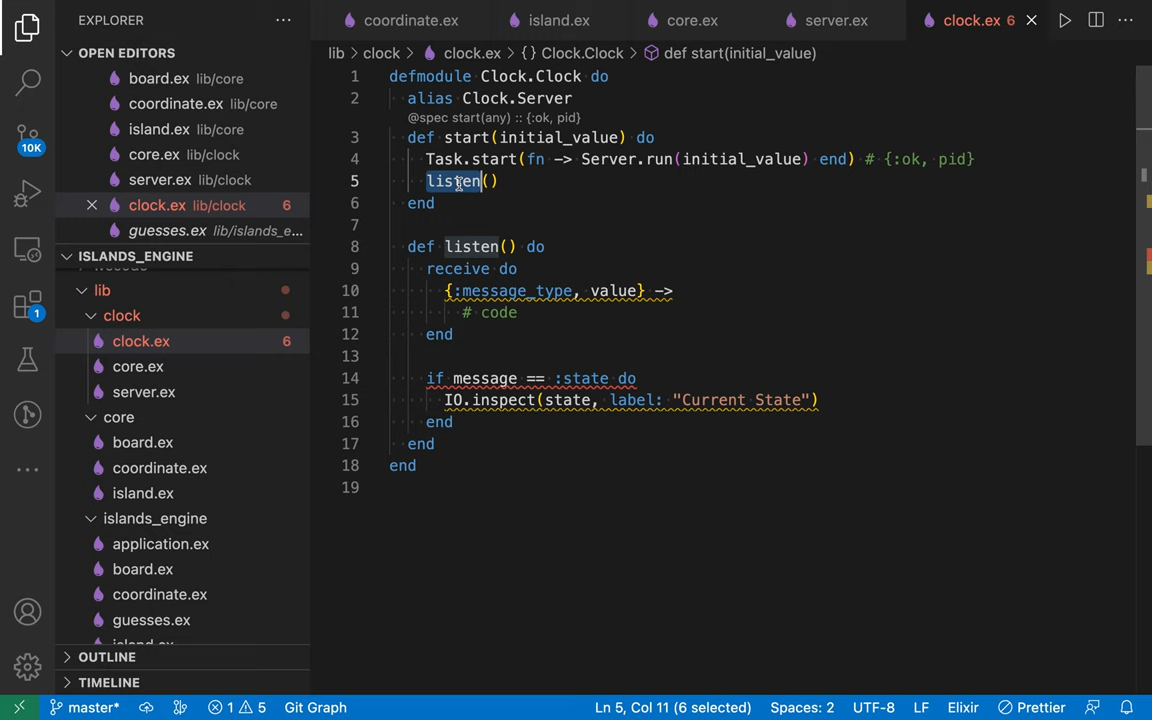 EXPLORER
OPEN EDITORS
board.ex lib/core
coordinate.ex lib/core
island.ex lib/core
core.ex lib/clock
server.ex lib/clock
clock.ex lib/clock 6
guesses.ex lib/islands_e...
ISLANDS_ENGINE
lib
clock
clock.ex 6
core.ex
server.ex
core
board.ex
coordinate.ex
island.ex
islands_engine
application.ex
board.ex
coordinate.ex
guesses.ex
island.ex
OUTLINE
TIMELINE
10K
1
coordinate.ex island.ex core.ex server.ex clock.ex 6
lib > clock > clock.ex > {} Clock.Clock > def start(initial_value)
1 defmodule Clock.Clock do
2 alias Clock.Server
@spec start(any) :: {:ok, pid}
3 def start(initial_value) do
4 Task.start(fn -> Server.run(initial_value) end) # {:ok, pid}
5 listen()
6 end
7
8 def listen() do
9 receive do
10 {:message_type, value} ->
11 # code
12 end
13
14 if message == :state do
15 IO.inspect(state, label: "Current State")
16 end
17 end
18 end
19
master* 1 5 Git Graph Ln 5, Col 11 (6 selected) Spaces: 2 UTF-8 LF Elixir Prettier